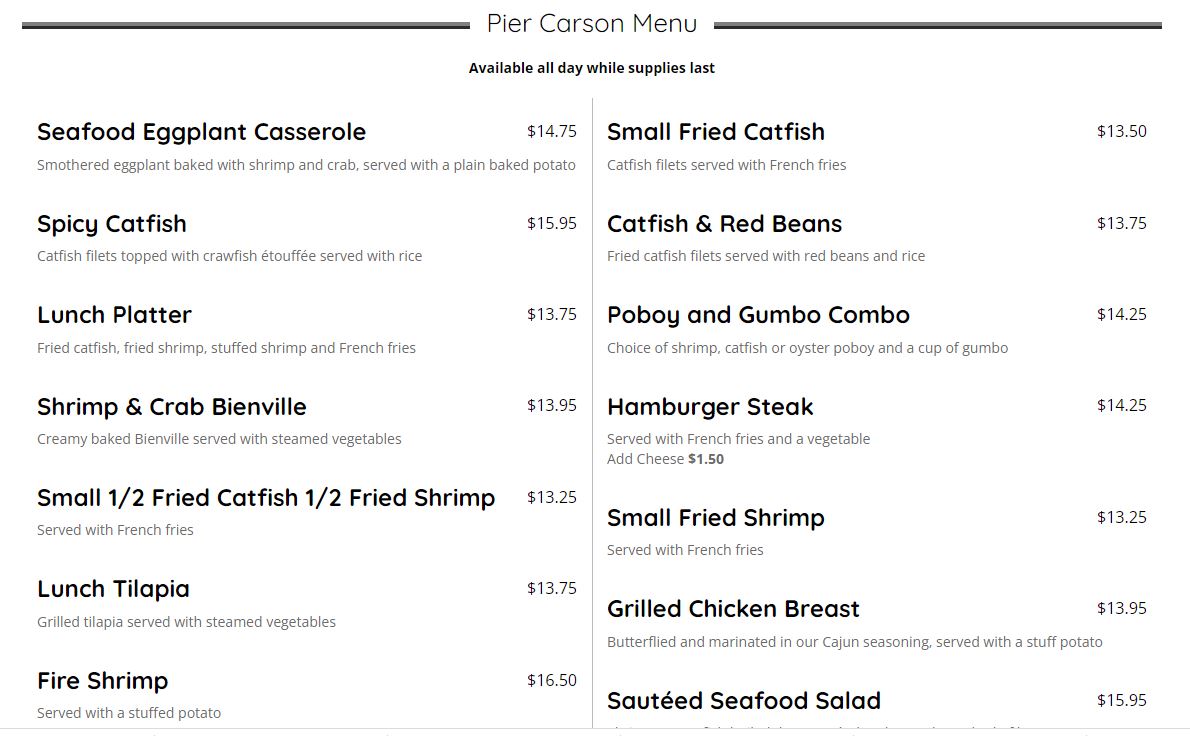 Pier Carson Menu
Available all day while supplies last
Seafood Eggplant Casserole $14.75
Smothered eggplant baked with shrimp and crab, served with a plain baked potato
Spicy Catfish $15.95
Catfish filets topped with crawfish étouffée served with rice
Lunch Platter $13.75
Fried catfish, fried shrimp, stuffed shrimp and French fries
Shrimp & Crab Bienville $13.95
Creamy baked Bienville served with steamed vegetables
Small 1/2 Fried Catfish 1/2 Fried Shrimp $13.25
Served with French fries
Lunch Tilapia $13.75
Grilled tilapia served with steamed vegetables
Fire Shrimp $16.50
Served with a stuffed potato
Small Fried Catfish $13.50
Catfish filets served with French fries
Catfish & Red Beans $13.75
Fried catfish filets served with red beans and rice
Poboy and Gumbo Combo $14.25
Choice of shrimp, catfish or oyster poboy and a cup of gumbo
Hamburger Steak $14.25
Served with French fries and a vegetable
Add Cheese $1.50
Small Fried Shrimp $13.25
Served with French fries
Grilled Chicken Breast $13.95
Butterflied and marinated in our Cajun seasoning, served with a stuff potato
Sautéed Seafood Salad $15.95